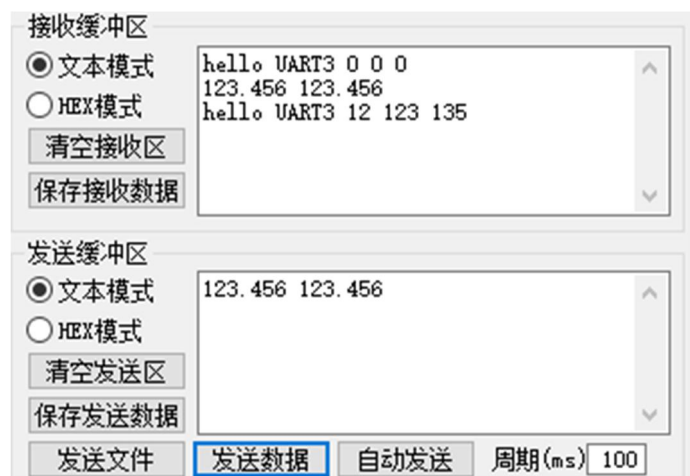 接收缓冲区
文本模式
HEX模式
清空接收区
保存接收数据
hello UART3 0 0 0
123.456 123.456
hello UART3 12 123 135
发送缓冲区
文本模式
HEX模式
清空发送区
保存发送数据
123.456 123.456
发送文件 发送数据 自动发送 周期(ms) 100